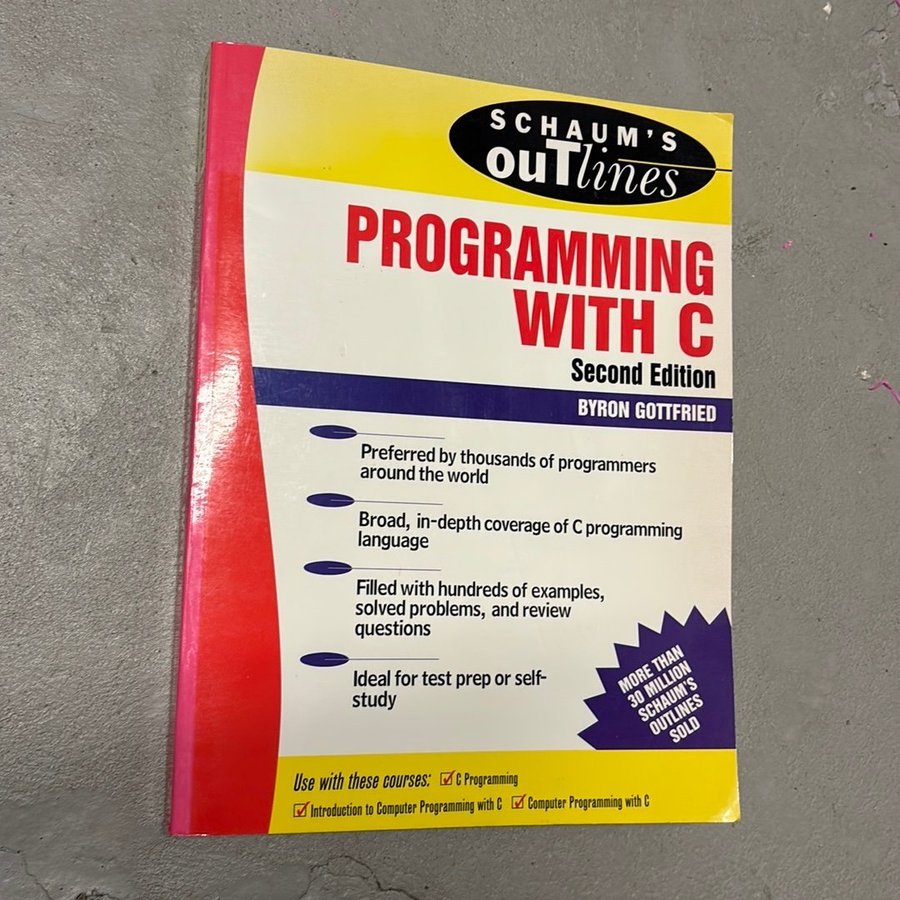 SCHAUM'S
ouTlines
PROGRAMMING
WITH C
Second Edition
BYRON GOTTFRIED
Preferred by thousands of programmers
around the world
Broad, in-depth coverage of C programming
language
Filled with hundreds of examples,
solved problems, and review
questions
Ideal for test prep or self-
study
MORE THAN
30 MILLION
SCHAUM'S
OUTLINES
SOLD
Use with these courses: ☑ C Programming
☑ Introduction to Computer Programming with C ☑ Computer Programming with C